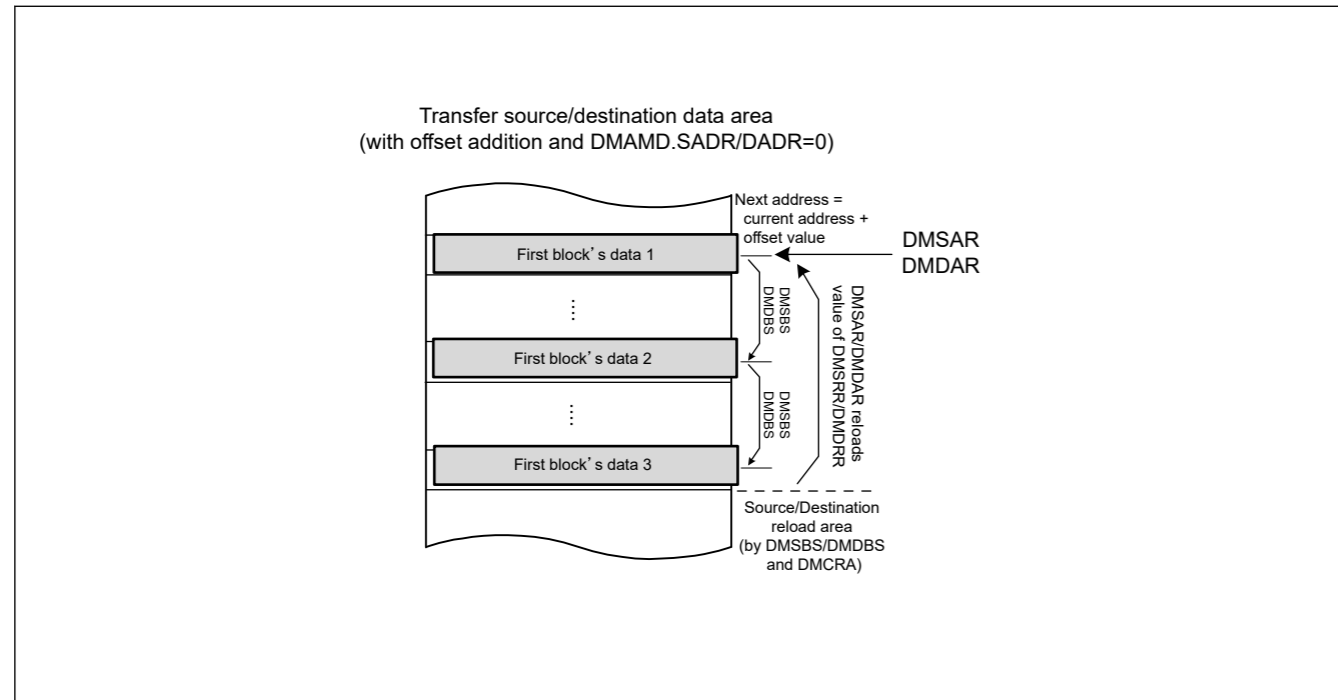 Transfer source/destination data area
(with offset addition and DMAMD.SADR/DADR=0)
Next address =
current address +
offset value
DMSAR
DMDAR
First block’s data 1
DMSBS
DMDBS
DMSAR/DMDAR reloads
value of DMSRR/DMDRR
First block’s data 2
DMSBS
DMDBS
First block’s data 3
Source/Destination
reload area
(by DMSBS/DMDBS
and DMCRA)